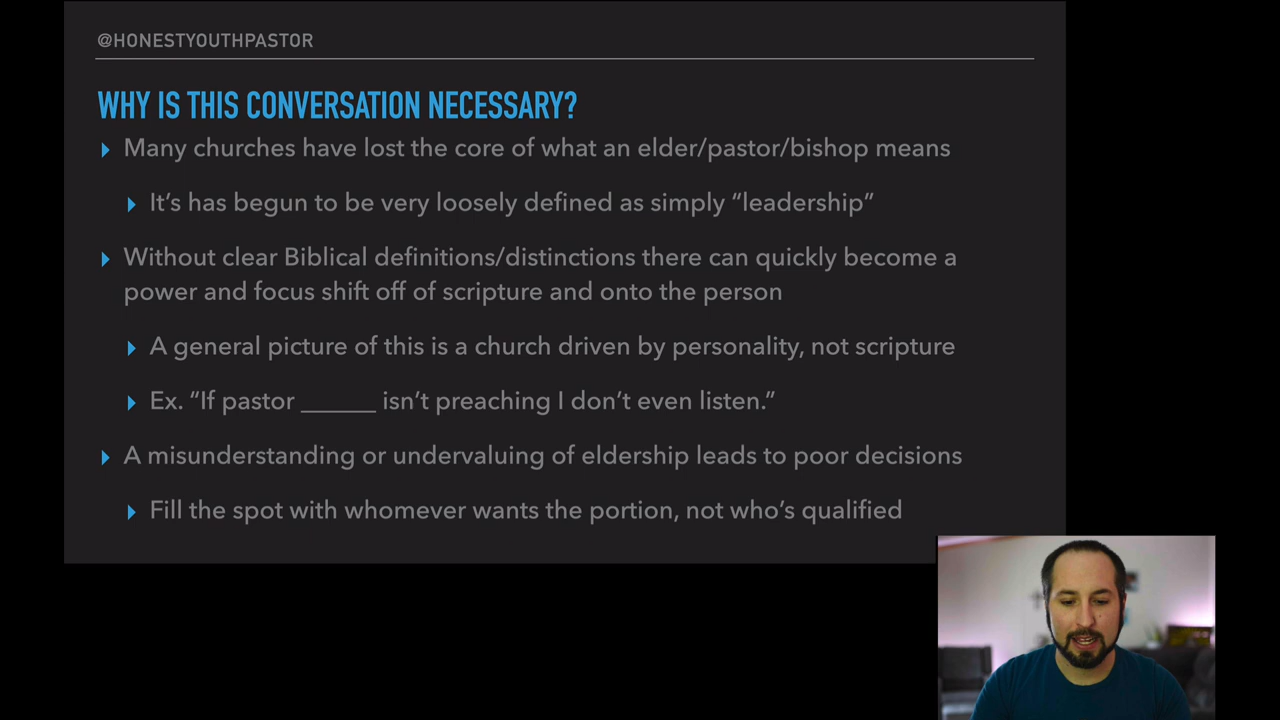 @HONESTYOUTHPASTOR
WHY IS THIS CONVERSATION NECESSARY?
Many churches have lost the core of what an elder/pastor/bishop means
It's has begun to be very loosely defined as simply “leadership”
Without clear Biblical definitions/distinctions there can quickly become a
power and focus shift off of scripture and onto the person
A general picture of this is a church driven by personality, not scripture
Ex. “If pastor ______ isn't preaching I don't even listen.”
A misunderstanding or undervaluing of eldership leads to poor decisions
Fill the spot with whomever wants the portion, not who's qualified